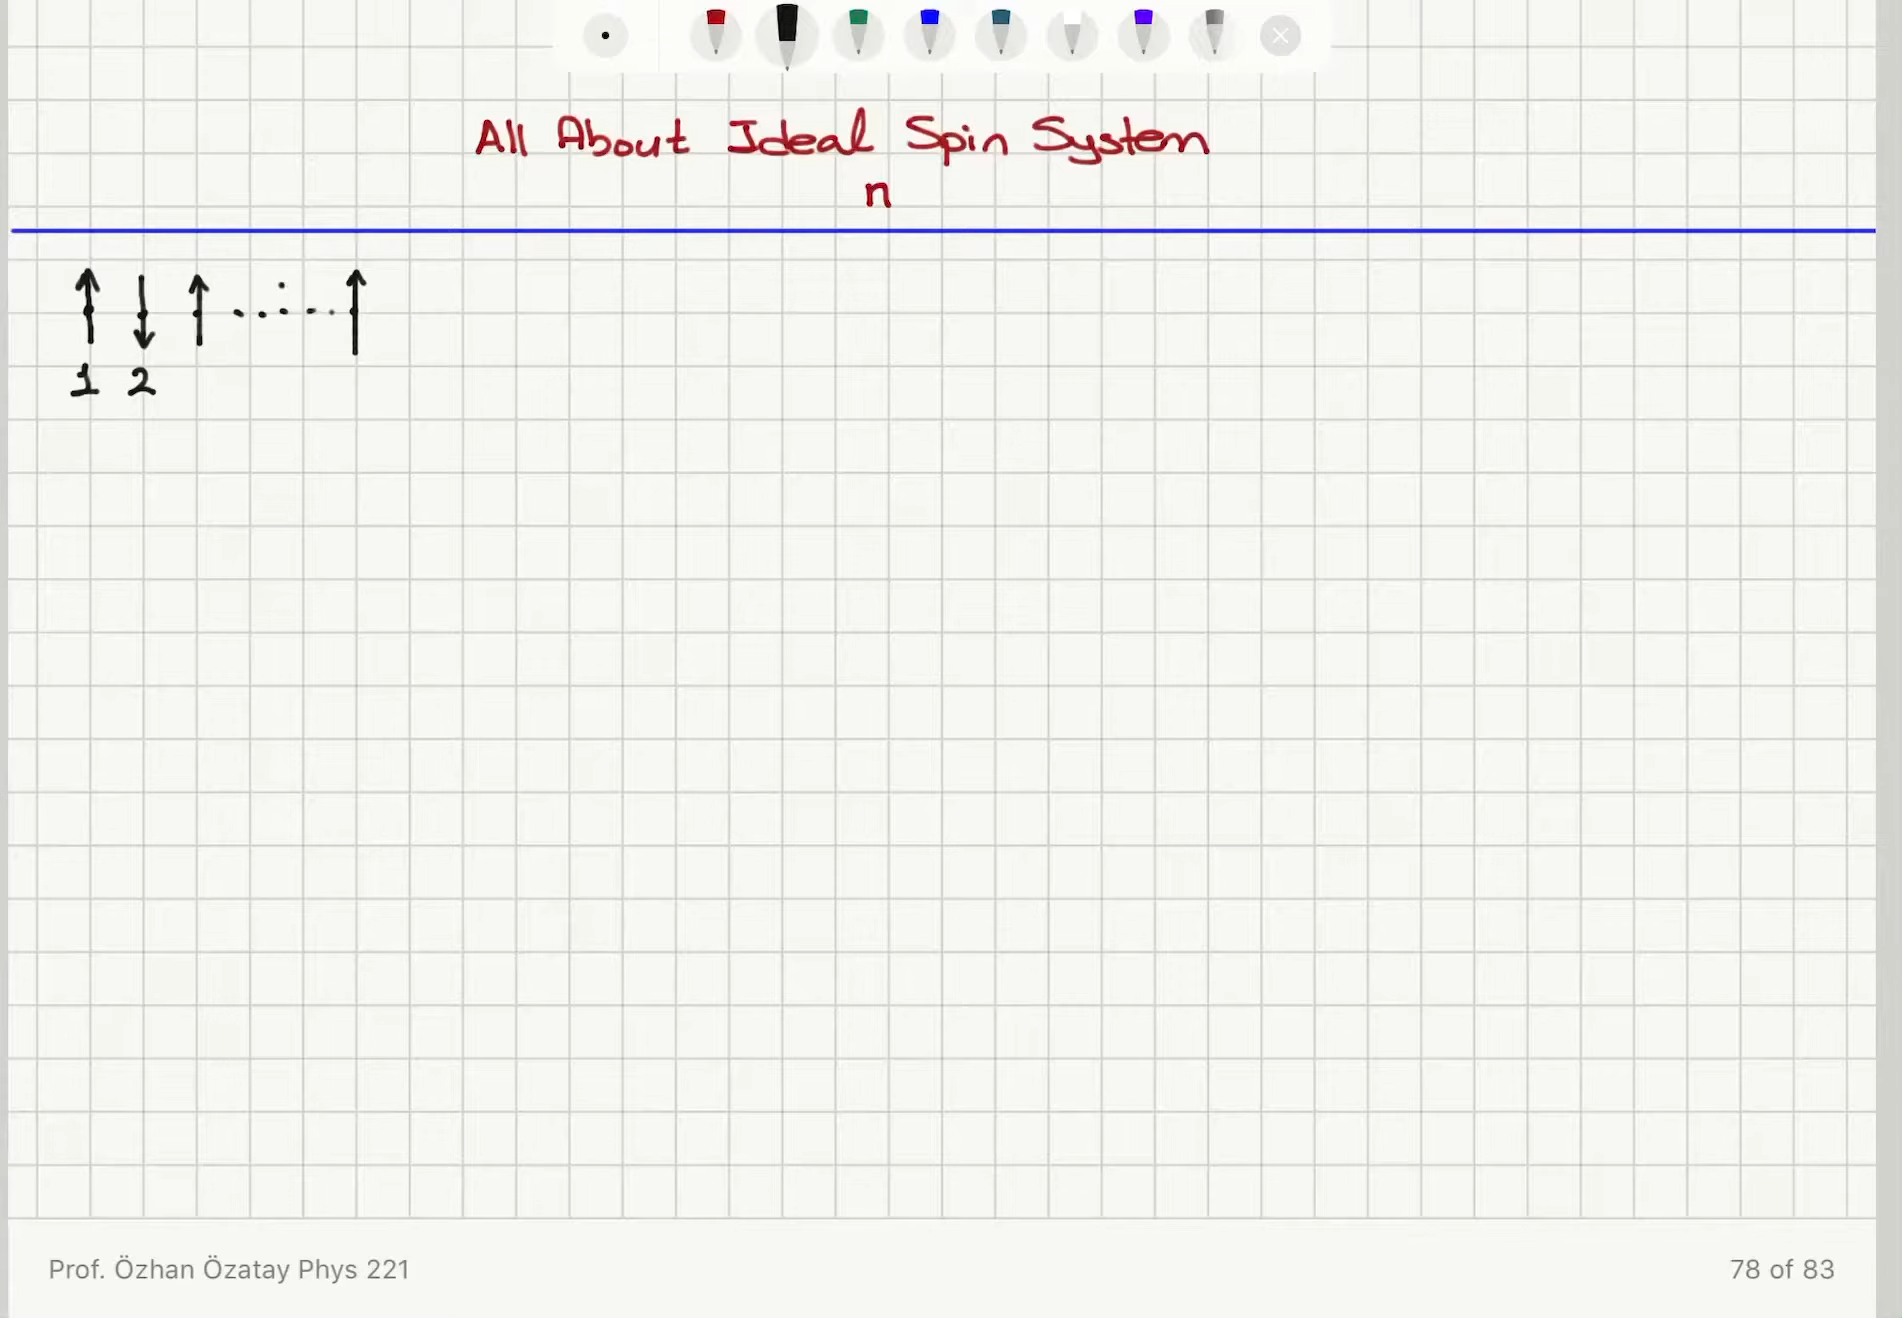 All About Ideal Spin System
n
1 2
Prof. Özhan Özatay Phys 221
78 of 83